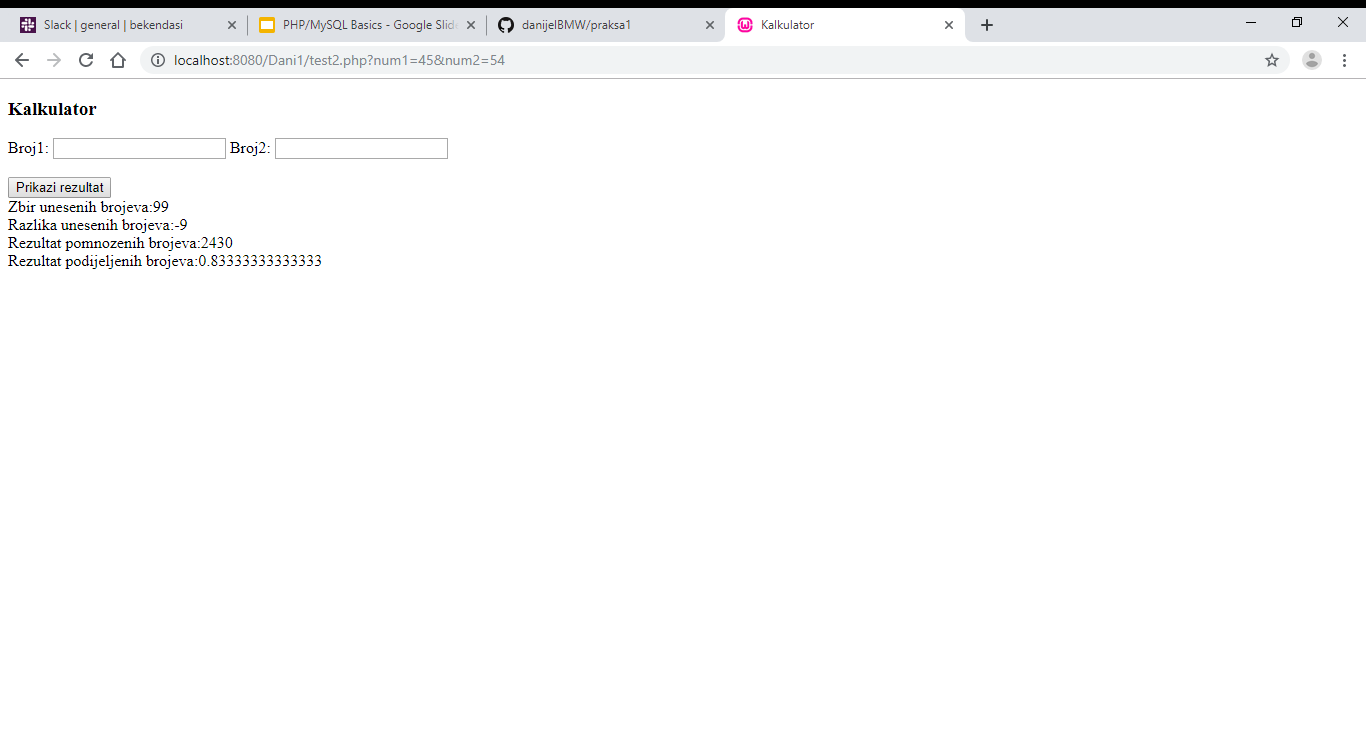 Slack | general | bekendasi
PHP/MySQL Basics - Google Slide
danijelBMW/praksa1
Kalkulator
localhost:8080/Dani1/test2.php?num1=45&num2=54
Kalkulator
Broj1: Broj2:
Prikazi rezultat
Zbir unesenih brojeva:99
Razlika unesenih brojeva:-9
Rezultat pomnozenih brojeva:2430
Rezultat podijeljenih brojeva:0.83333333333333